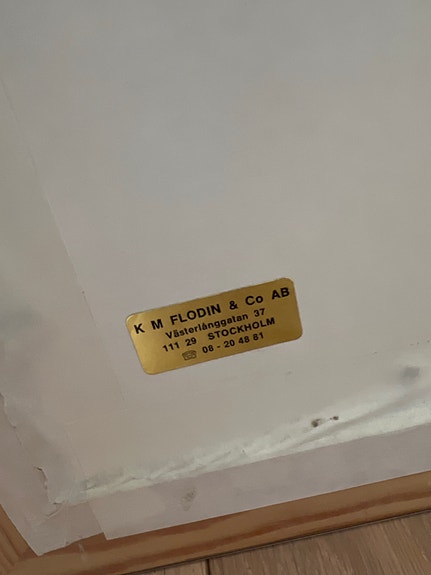 K M FLODIN & Co AB
Västerlånggatan 37
111 29 STOCKHOLM
☎ 08 - 20 48 81